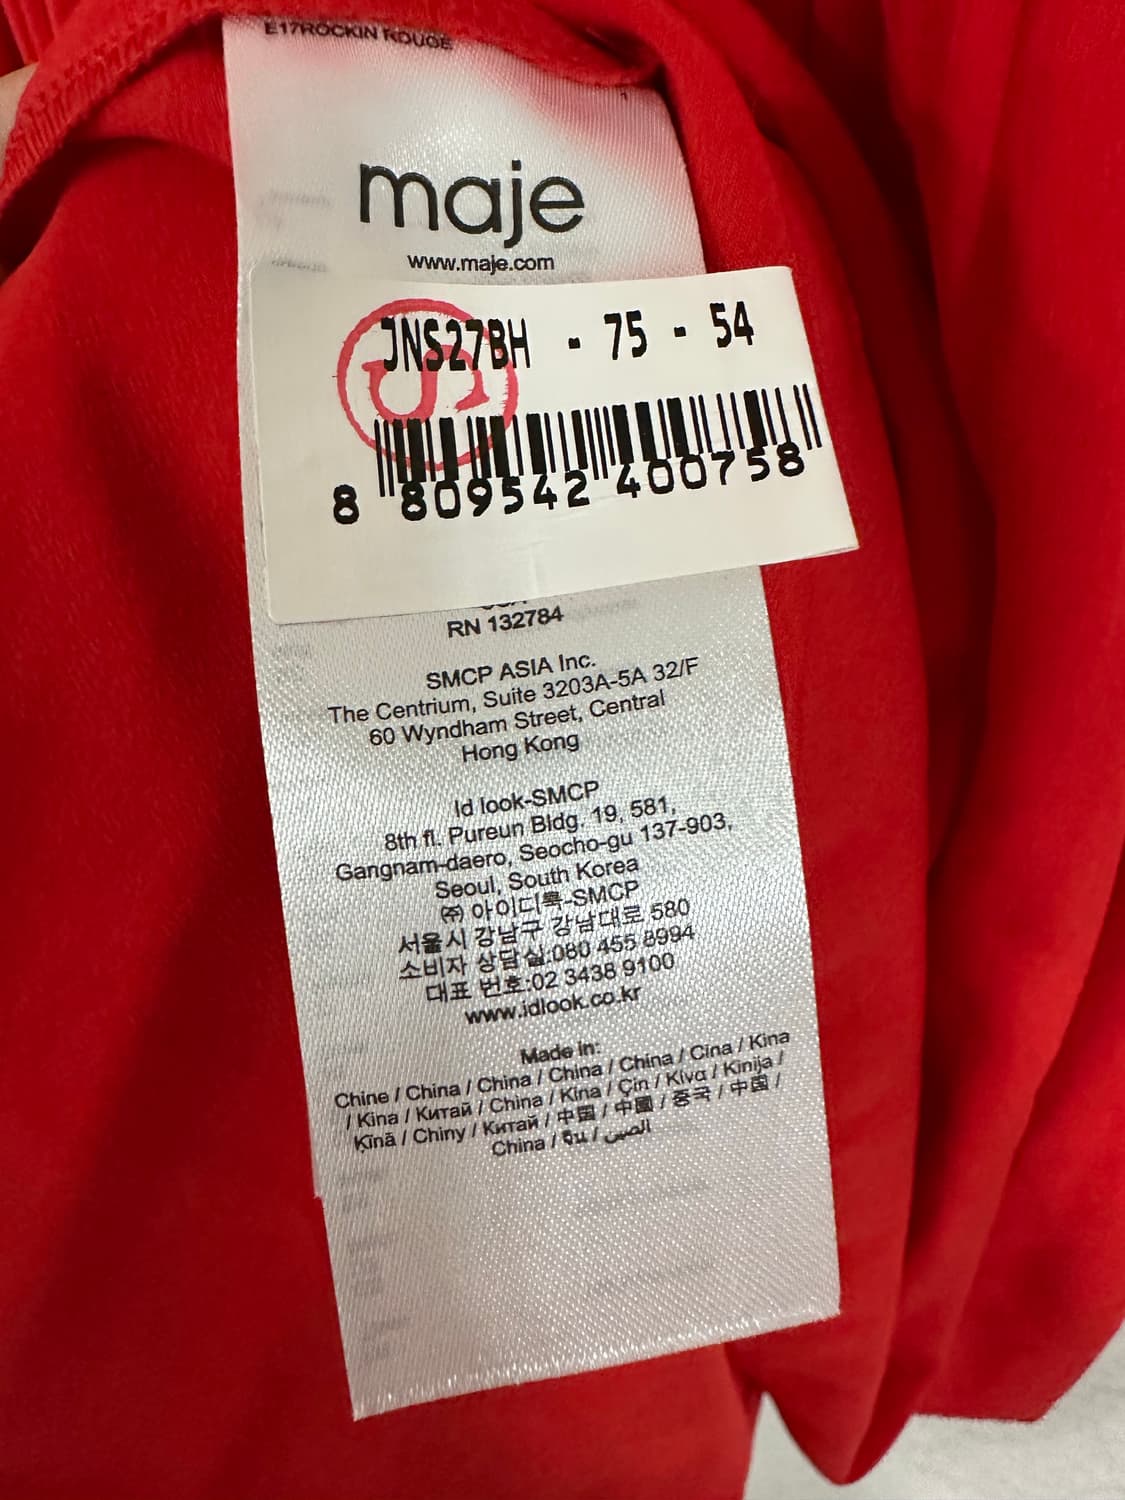 E17ROCKIN ROUGE
maje
www.maje.com
JNS27BH - 75 - 54
8 809542 400758
RN 132784
SMCP ASIA Inc.
The Centrium, Suite 3203A-5A 32/F
60 Wyndham Street, Central
Hong Kong
Id look-SMCP
8th fl. Pureun Bldg. 19, 581,
Gangnam-daero, Seocho-gu 137-903,
Seoul, South Korea
㈜ 아이디룩-SMCP
서울시 강남구 강남대로 580
소비자 상담실:080 455 8994
대표 번호:02 3438 9100
www.idlook.co.kr
Made in:
Chine / China / China / China / China / Cina / Kina
/ Kina / Китай / China / Kina / Çin / Kίνα / Kinija /
Ķīnā / Chiny / Китай / 中国 / 中國 / 중국 / 中国 /
China / จีน / الصين